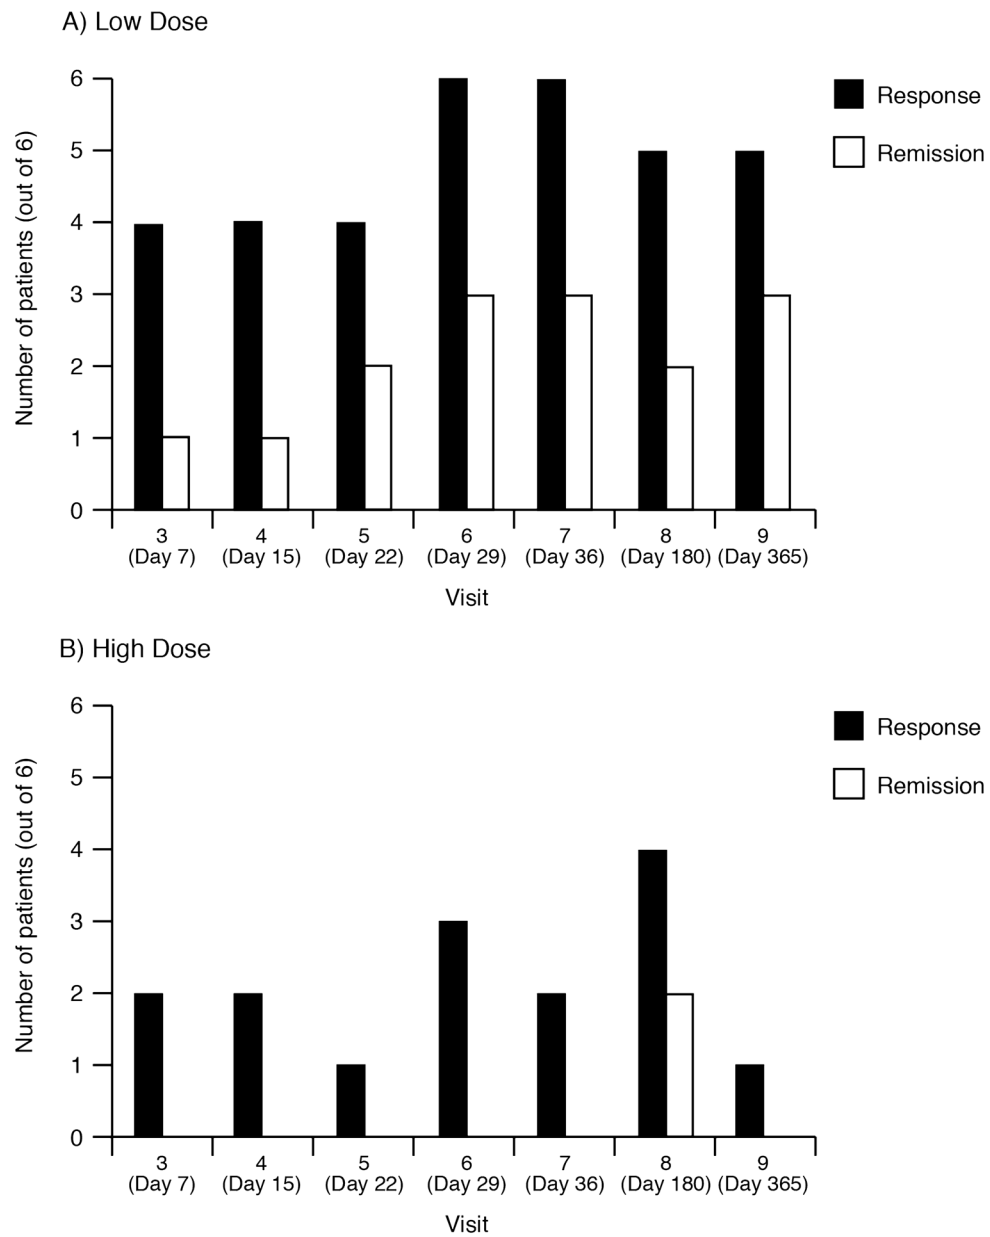 A) Low Dose
Number of patients (out of 6)
6
5
4
3
2
1
0
Response
Remission
3 4 5 6 7 8 9
(Day 7) (Day 15) (Day 22) (Day 29) (Day 36) (Day 180) (Day 365)
Visit
B) High Dose
Number of patients (out of 6)
6
5
4
3
2
1
0
Response
Remission
3 4 5 6 7 8 9
(Day 7) (Day 15) (Day 22) (Day 29) (Day 36) (Day 180) (Day 365)
Visit